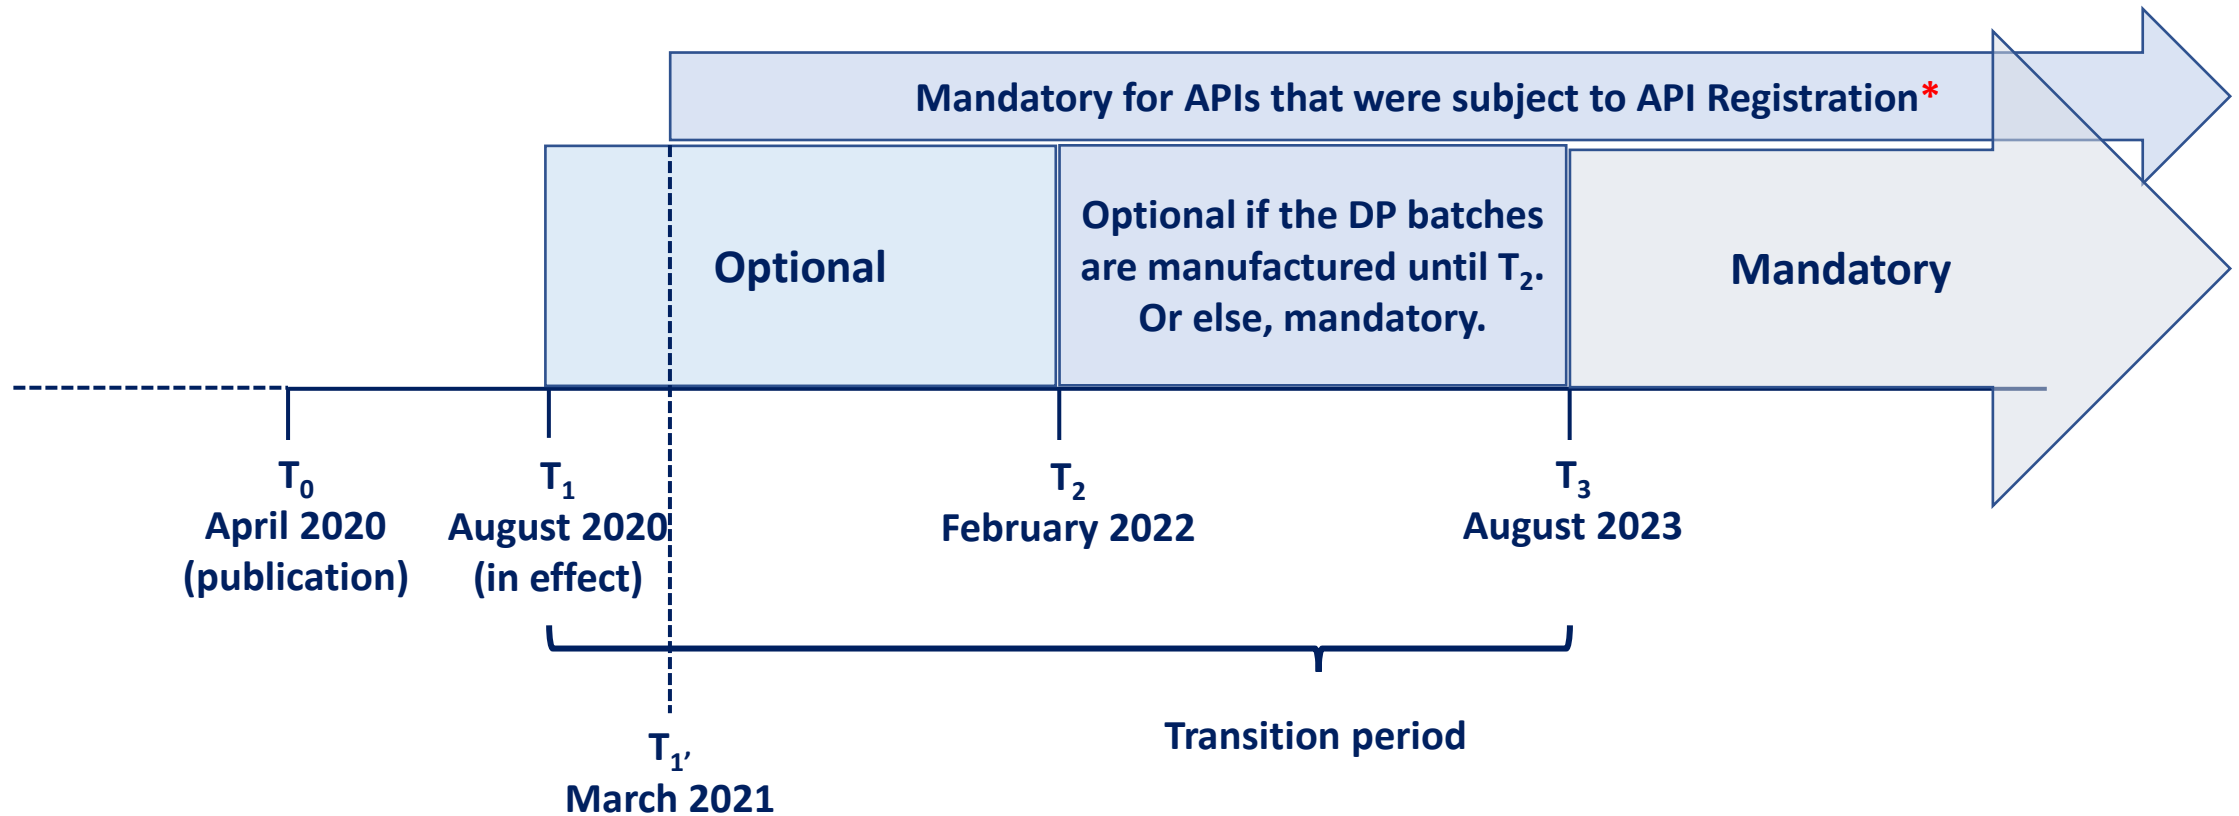 Mandatory for APIs that were subject to API Registration*
Optional
Optional if the DP batches
are manufactured until T₂.
Or else, mandatory.
Mandatory
T₀
April 2020
(publication)
T₁
August 2020
(in effect)
T₂
February 2022
T₃
August 2023
Transition period
T₁’
March 2021